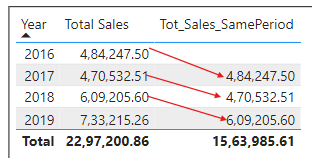 Year Total Sales Tot_Sales_SamePeriod
2016 4,84,247.50
2017 4,70,532.51 4,84,247.50
2018 6,09,205.60 4,70,532.51
2019 7,33,215.26 6,09,205.60
Total 22,97,200.86 15,63,985.61